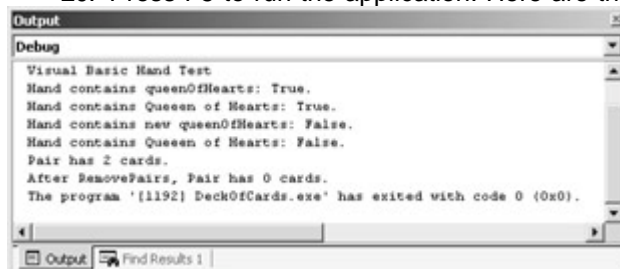 Output
Debug
Visual Basic Hand Test
Hand contains queenOfHearts: True.
Hand contains Queeen of Hearts: True.
Hand contains new queenOfHearts: False.
Hand contains Queeen of Hearts: False.
Pair has 2 cards.
After RemovePairs, Pair has 0 cards.
The program '[1192] DeckOfCards.exe' has exited with code 0 (0x0).
Output Find Results 1